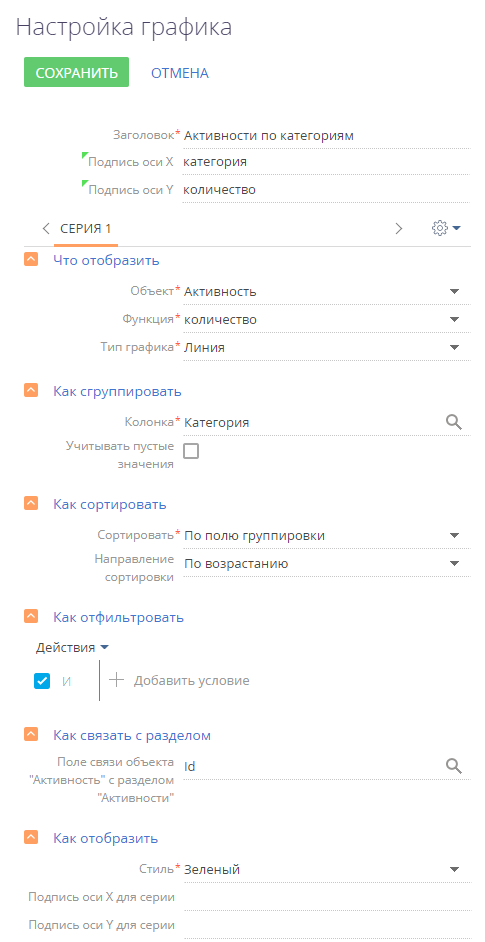 Настройка графика
СОХРАНИТЬ ОТМЕНА
Заголовок* Активности по категориям
Подпись оси X категория
Подпись оси Y количество
СЕРИЯ 1
Что отобразить
Объект* Активность
Функция* количество
Тип графика* Линия
Как сгруппировать
Колонка* Категория
Учитывать пустые
значения
Как сортировать
Сортировать* По полю группировки
Направление
сортировки По возрастанию
Как отфильтровать
Действия
И Добавить условие
Как связать с разделом
Поле связи объекта
"Активность" с разделом
"Активности" Id
Как отобразить
Стиль* Зеленый
Подпись оси X для серии
Подпись оси Y для серии